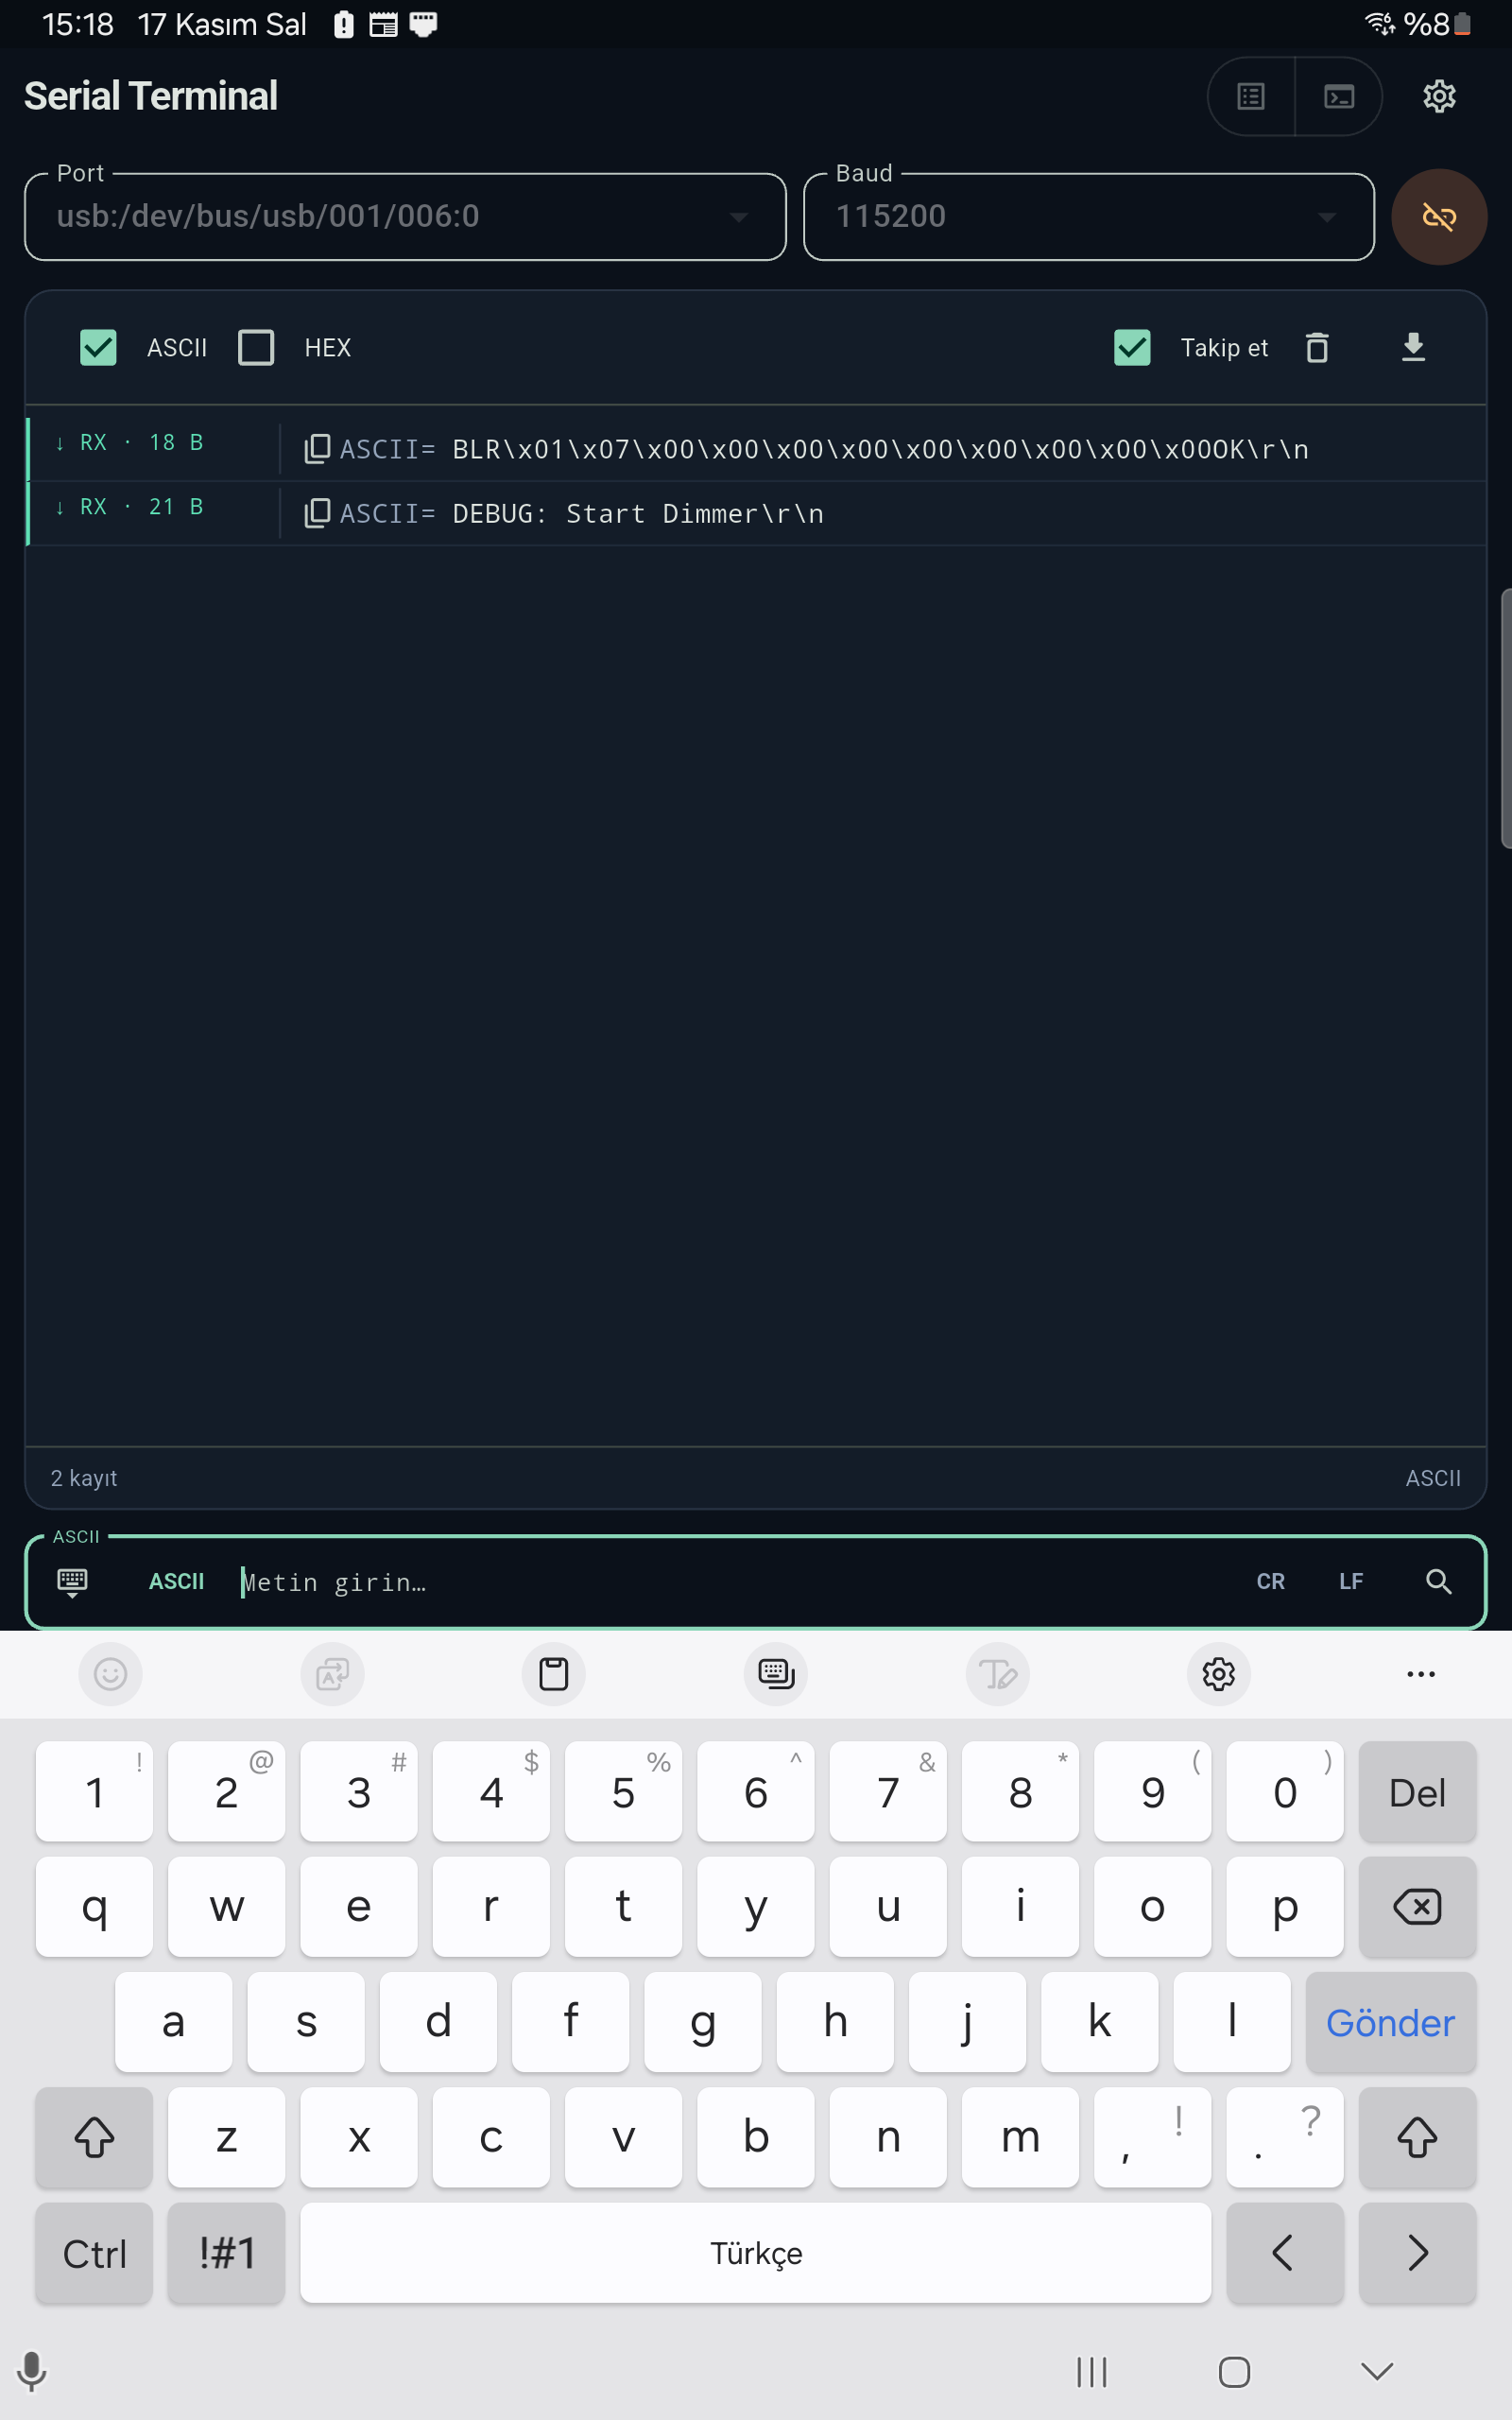 15:18 17 Kasım Sal %8
Serial Terminal
Port
usb:/dev/bus/usb/001/006:0
Baud
115200
ASCII HEX Takip et
↓ RX · 18 B ASCII= BLR\x01\x07\x00\x00\x00\x00\x00\x00\x00\x00\x00OK\r\n
↓ RX · 21 B ASCII= DEBUG: Start Dimmer\r\n
2 kayıt ASCII
ASCII
ASCII Metin girin… CR LF
1 ! 2 @ 3 # 4 $ 5 % 6 ^ 7 & 8 * 9 ( 0 ) Del
q w e r t y u i o p
a s d f g h j k l Gönder
z x c v b n m , ! . ?
Ctrl !#1 Türkçe < >